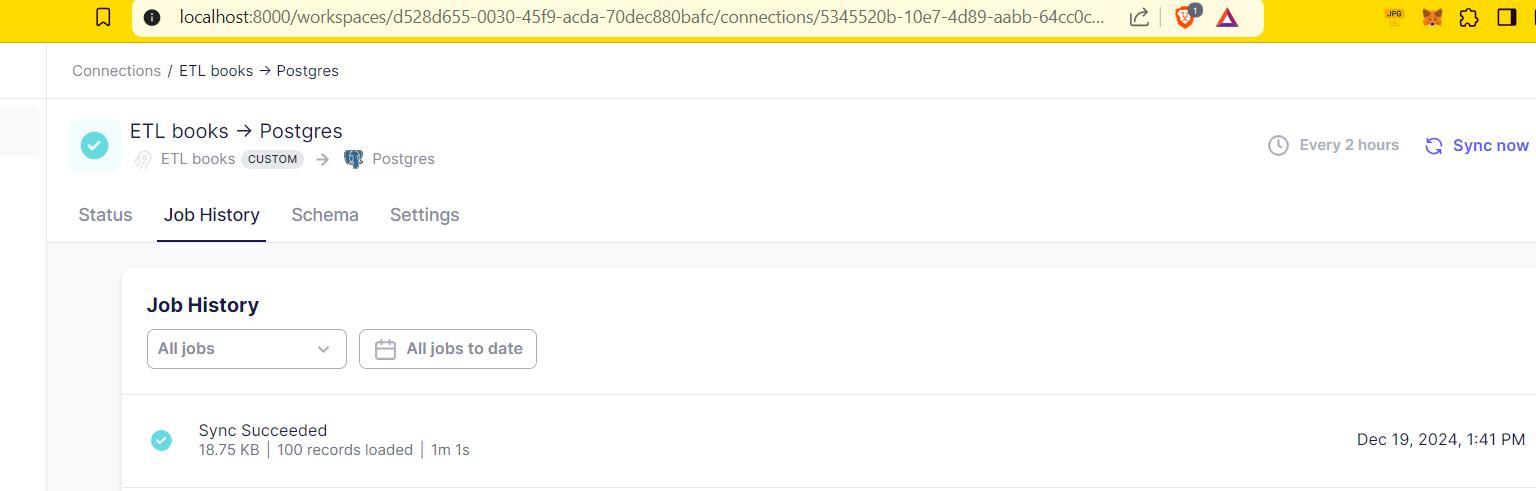 localhost:8000/workspaces/d528d655-0030-45f9-acda-70dec880bafc/connections/5345520b-10e7-4d89-aabb-64cc0c...
1
JPG
Connections / ETL books → Postgres
ETL books → Postgres
ETL books CUSTOM → Postgres
Every 2 hours
Sync now
Status Job History Schema Settings
Job History
All jobs
All jobs to date
Sync Succeeded
18.75 KB | 100 records loaded | 1m 1s
Dec 19, 2024, 1:41 PM